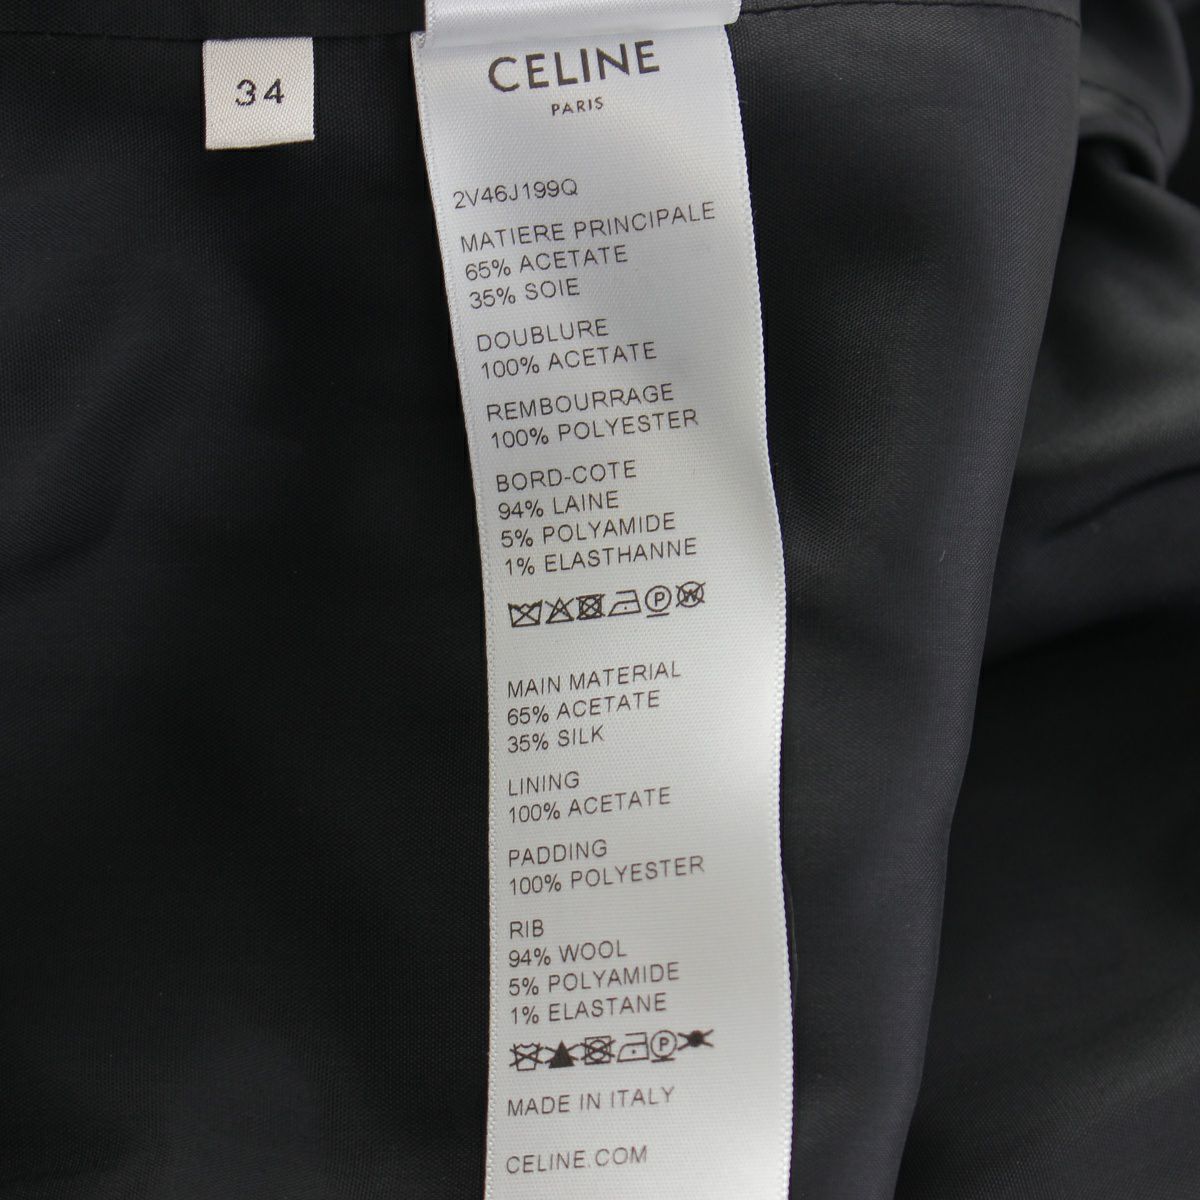 34
CELINE
PARIS
2V46J199Q
MATIERE PRINCIPALE
65% ACETATE
35% SOIE
DOUBLURE
100% ACETATE
REMBOURRAGE
100% POLYESTER
BORD-COTE
94% LAINE
5% POLYAMIDE
1% ELASTHANNE
P W
MAIN MATERIAL
65% ACETATE
35% SILK
LINING
100% ACETATE
PADDING
100% POLYESTER
RIB
94% WOOL
5% POLYAMIDE
1% ELASTANE
P
MADE IN ITALY
CELINE.COM